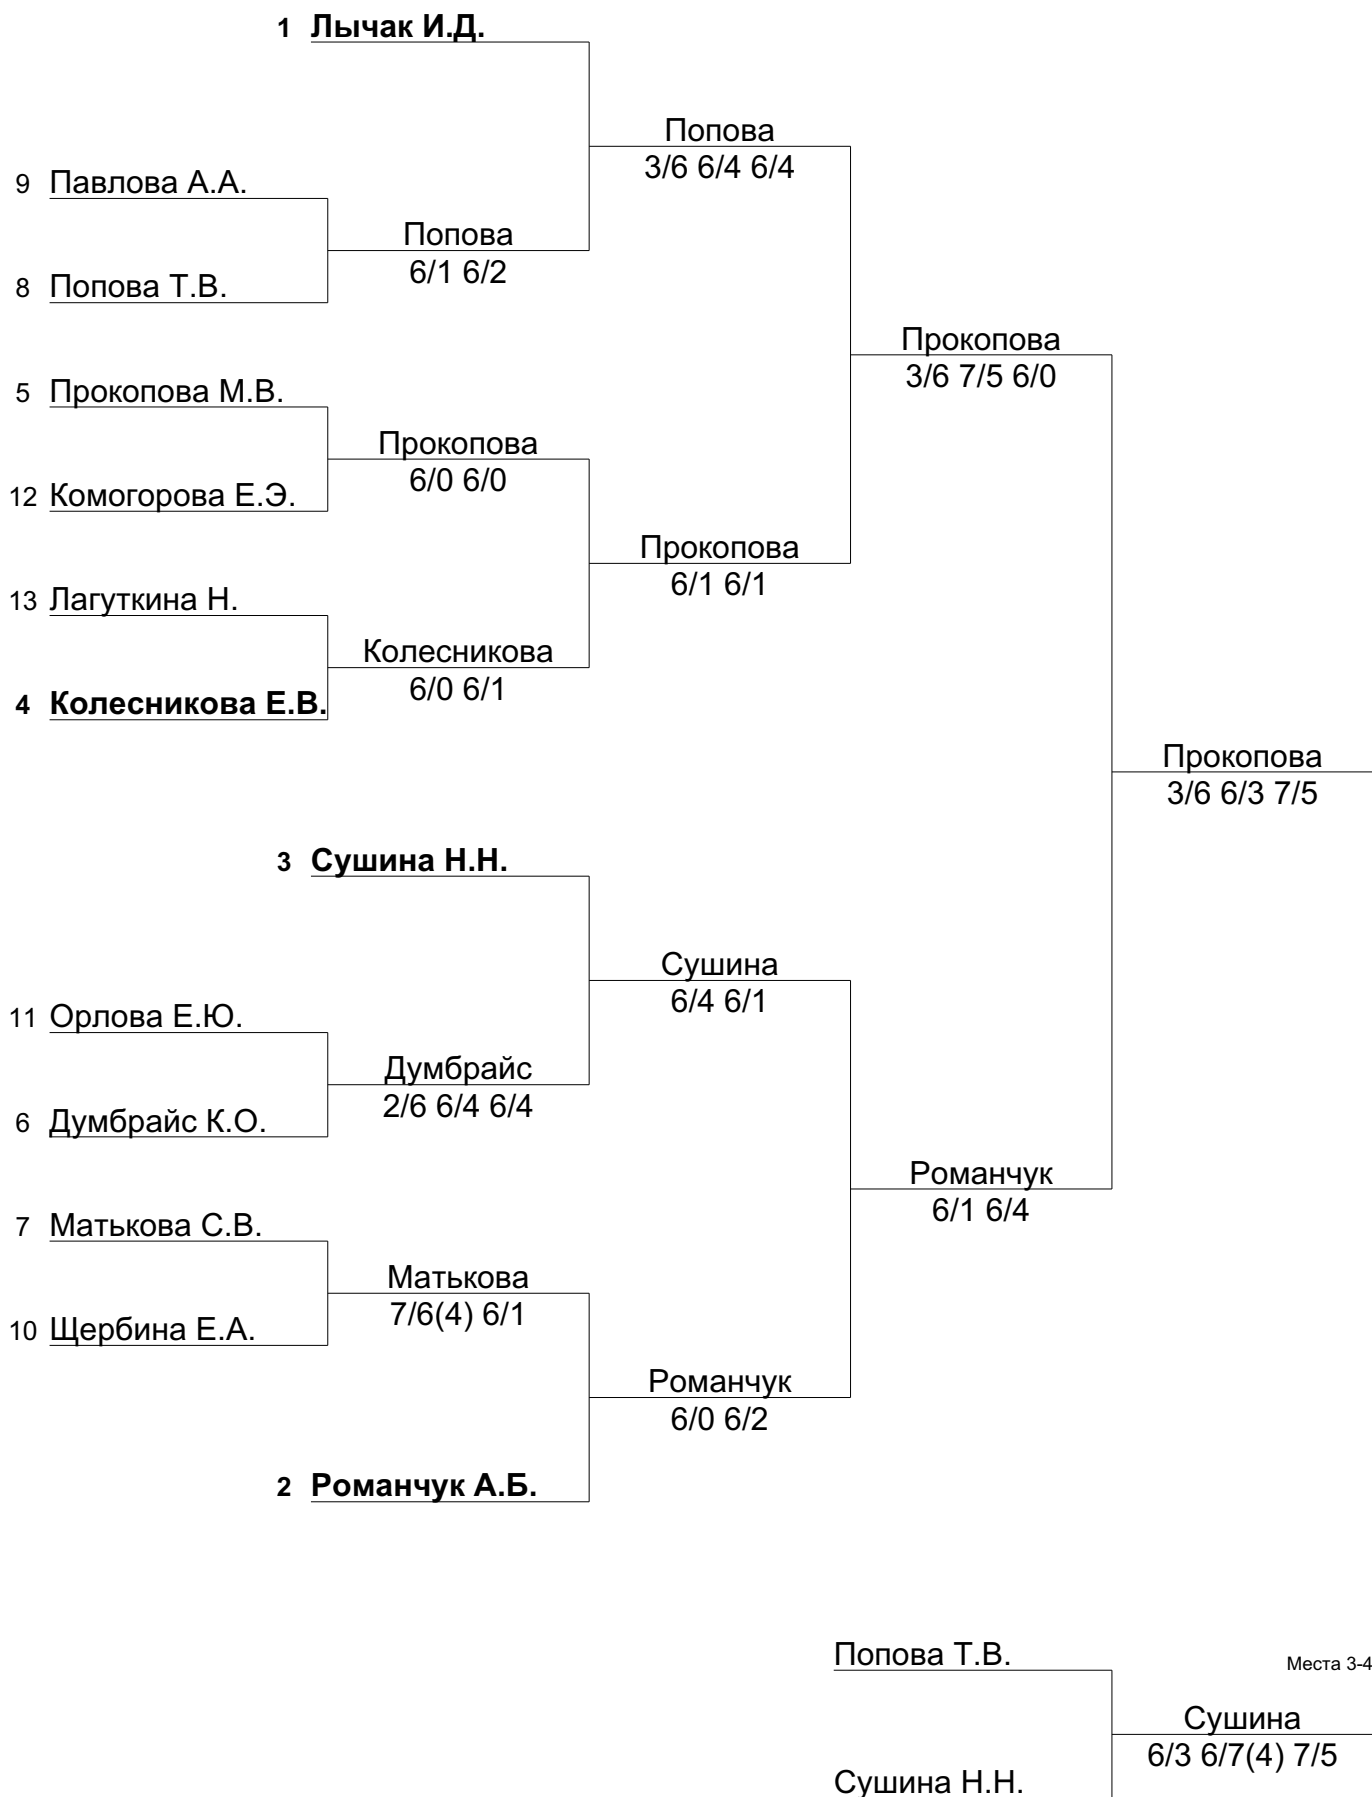 1 Лычак И.Д.
Попова
3/6 6/4 6/4
9 Павлова А.А.
Попова
6/1 6/2
8 Попова Т.В.
Прокопова
3/6 7/5 6/0
5 Прокопова М.В.
Прокопова
6/0 6/0
12 Комогорова Е.Э.
Прокопова
6/1 6/1
13 Лагуткина Н.
Колесникова
6/0 6/1
4 Колесникова Е.В.
Прокопова
3/6 6/3 7/5
3 Сушина Н.Н.
Сушина
6/4 6/1
11 Орлова Е.Ю.
Думбрайс
2/6 6/4 6/4
6 Думбрайс К.О.
Романчук
6/1 6/4
7 Матькова С.В.
Матькова
7/6(4) 6/1
10 Щербина Е.А.
Романчук
6/0 6/2
2 Романчук А.Б.
Попова Т.В.
Места 3-4
Сушина
6/3 6/7(4) 7/5
Сушина Н.Н.